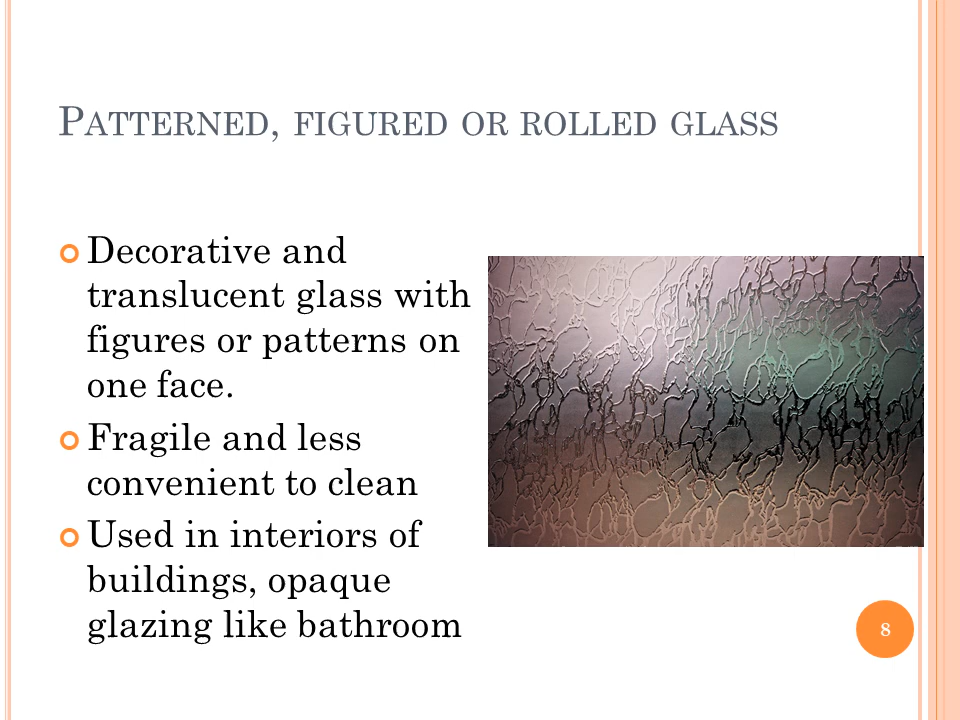 Patterned, figured or rolled glass
Decorative and
translucent glass with
figures or patterns on
one face.
Fragile and less
convenient to clean
Used in interiors of
buildings, opaque
glazing like bathroom
8